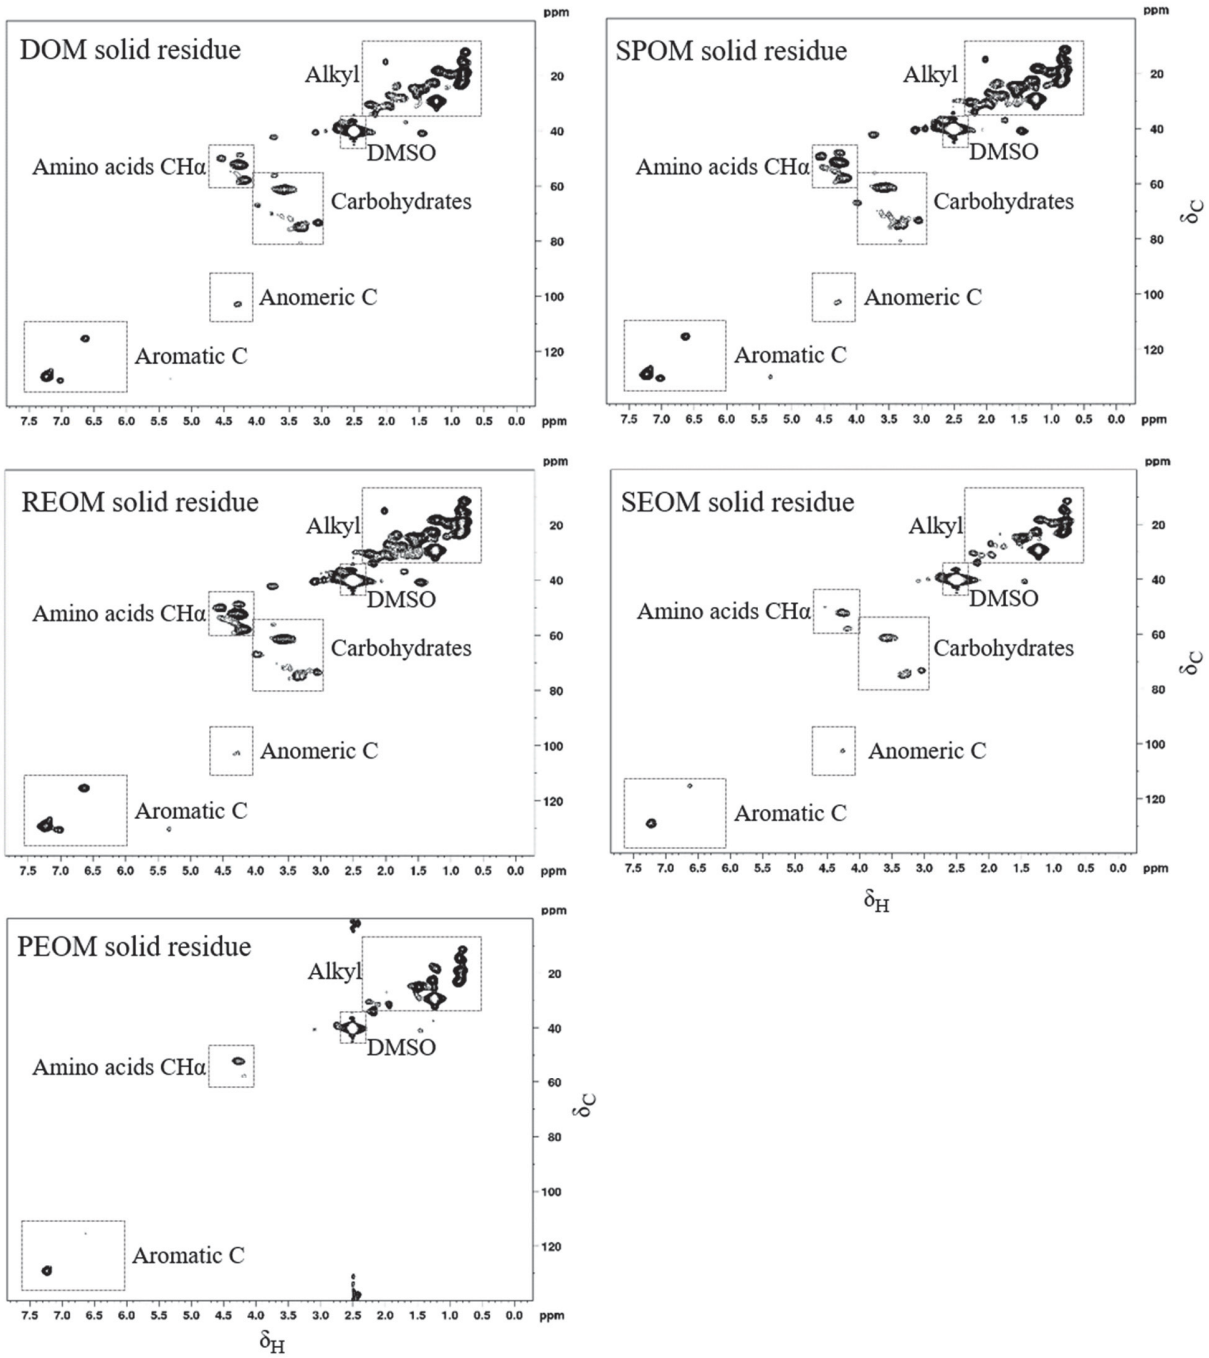 ppm
DOM solid residue
Alkyl
20
40
DMSO
Amino acids CHα
60
Carbohydrates
80
Anomeric C
100
Aromatic C
120
7.5 7.0 6.5 6.0 5.5 5.0 4.5 4.0 3.5 3.0 2.5 2.0 1.5 1.0 0.5 0.0 ppm
ppm
SPOM solid residue
Alkyl
20
40
DMSO
Amino acids CHα
60
Carbohydrates
δC
80
Anomeric C
100
Aromatic C
120
7.5 7.0 6.5 6.0 5.5 5.0 4.5 4.0 3.5 3.0 2.5 2.0 1.5 1.0 0.5 0.0 ppm
ppm
REOM solid residue
Alkyl
20
40
DMSO
Amino acids CHα
60
Carbohydrates
80
Anomeric C
100
Aromatic C
120
7.5 7.0 6.5 6.0 5.5 5.0 4.5 4.0 3.5 3.0 2.5 2.0 1.5 1.0 0.5 0.0 ppm
ppm
SEOM solid residue
Alkyl
20
40
DMSO
Amino acids CHα
60
Carbohydrates
δC
80
Anomeric C
100
Aromatic C
120
7.5 7.0 6.5 6.0 5.5 5.0 4.5 4.0 3.5 3.0 2.5 2.0 1.5 1.0 0.5 0.0 ppm
δH
ppm
PEOM solid residue
Alkyl
20
40
DMSO
Amino acids CHα
60
δC
80
100
Aromatic C
120
7.5 7.0 6.5 6.0 5.5 5.0 4.5 4.0 3.5 3.0 2.5 2.0 1.5 1.0 0.5 0.0 ppm
δH